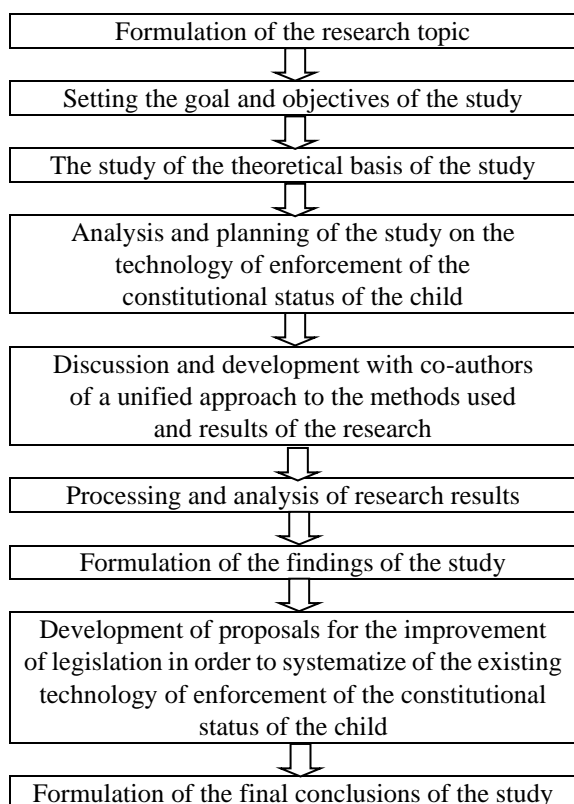 Formulation of the research topic
Setting the goal and objectives of the study
The study of the theoretical basis of the study
Analysis and planning of the study on the
technology of enforcement of the
constitutional status of the child
Discussion and development with co-authors
of a unified approach to the methods used
and results of the research
Processing and analysis of research results
Formulation of the findings of the study
Development of proposals for the improvement
of legislation in order to systematize of the existing
technology of enforcement of the constitutional
status of the child
Formulation of the final conclusions of the study